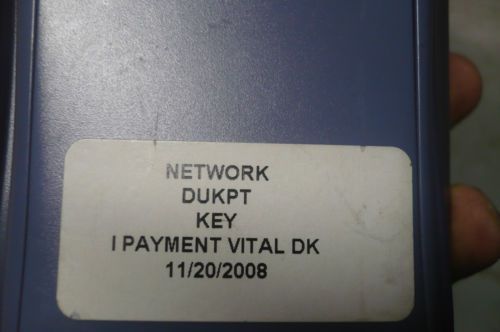 NETWORK
DUKPT
KEY
I PAYMENT VITAL DK
11/20/2008